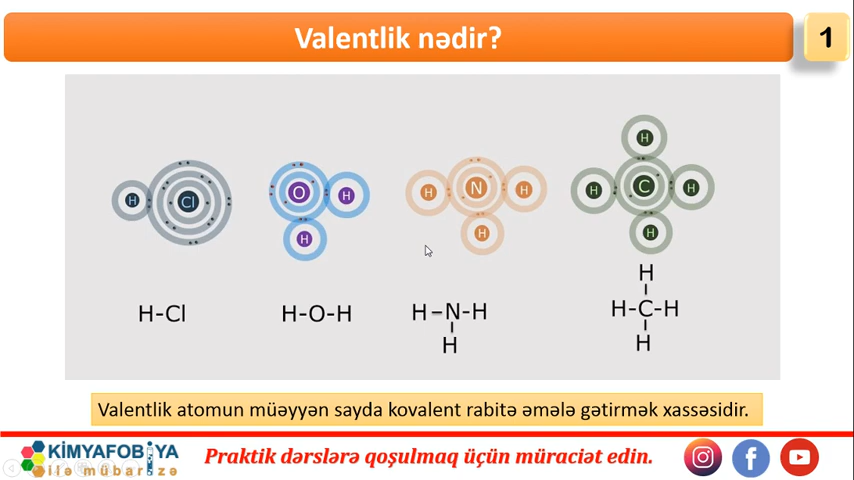 Valentlik nədir?
1
H Cl
O H
H
H N H
H
H
H C H
H
H-Cl
H-O-H
H-N-H
H
H
H-C-H
H
Valentlik atomun müəyyən sayda kovalent rabitə əmələ gətirmək xassəsidir.
KİMYAFOBİYA
ilə mübarizə
Praktik dərslərə qoşulmaq üçün müraciət edin.